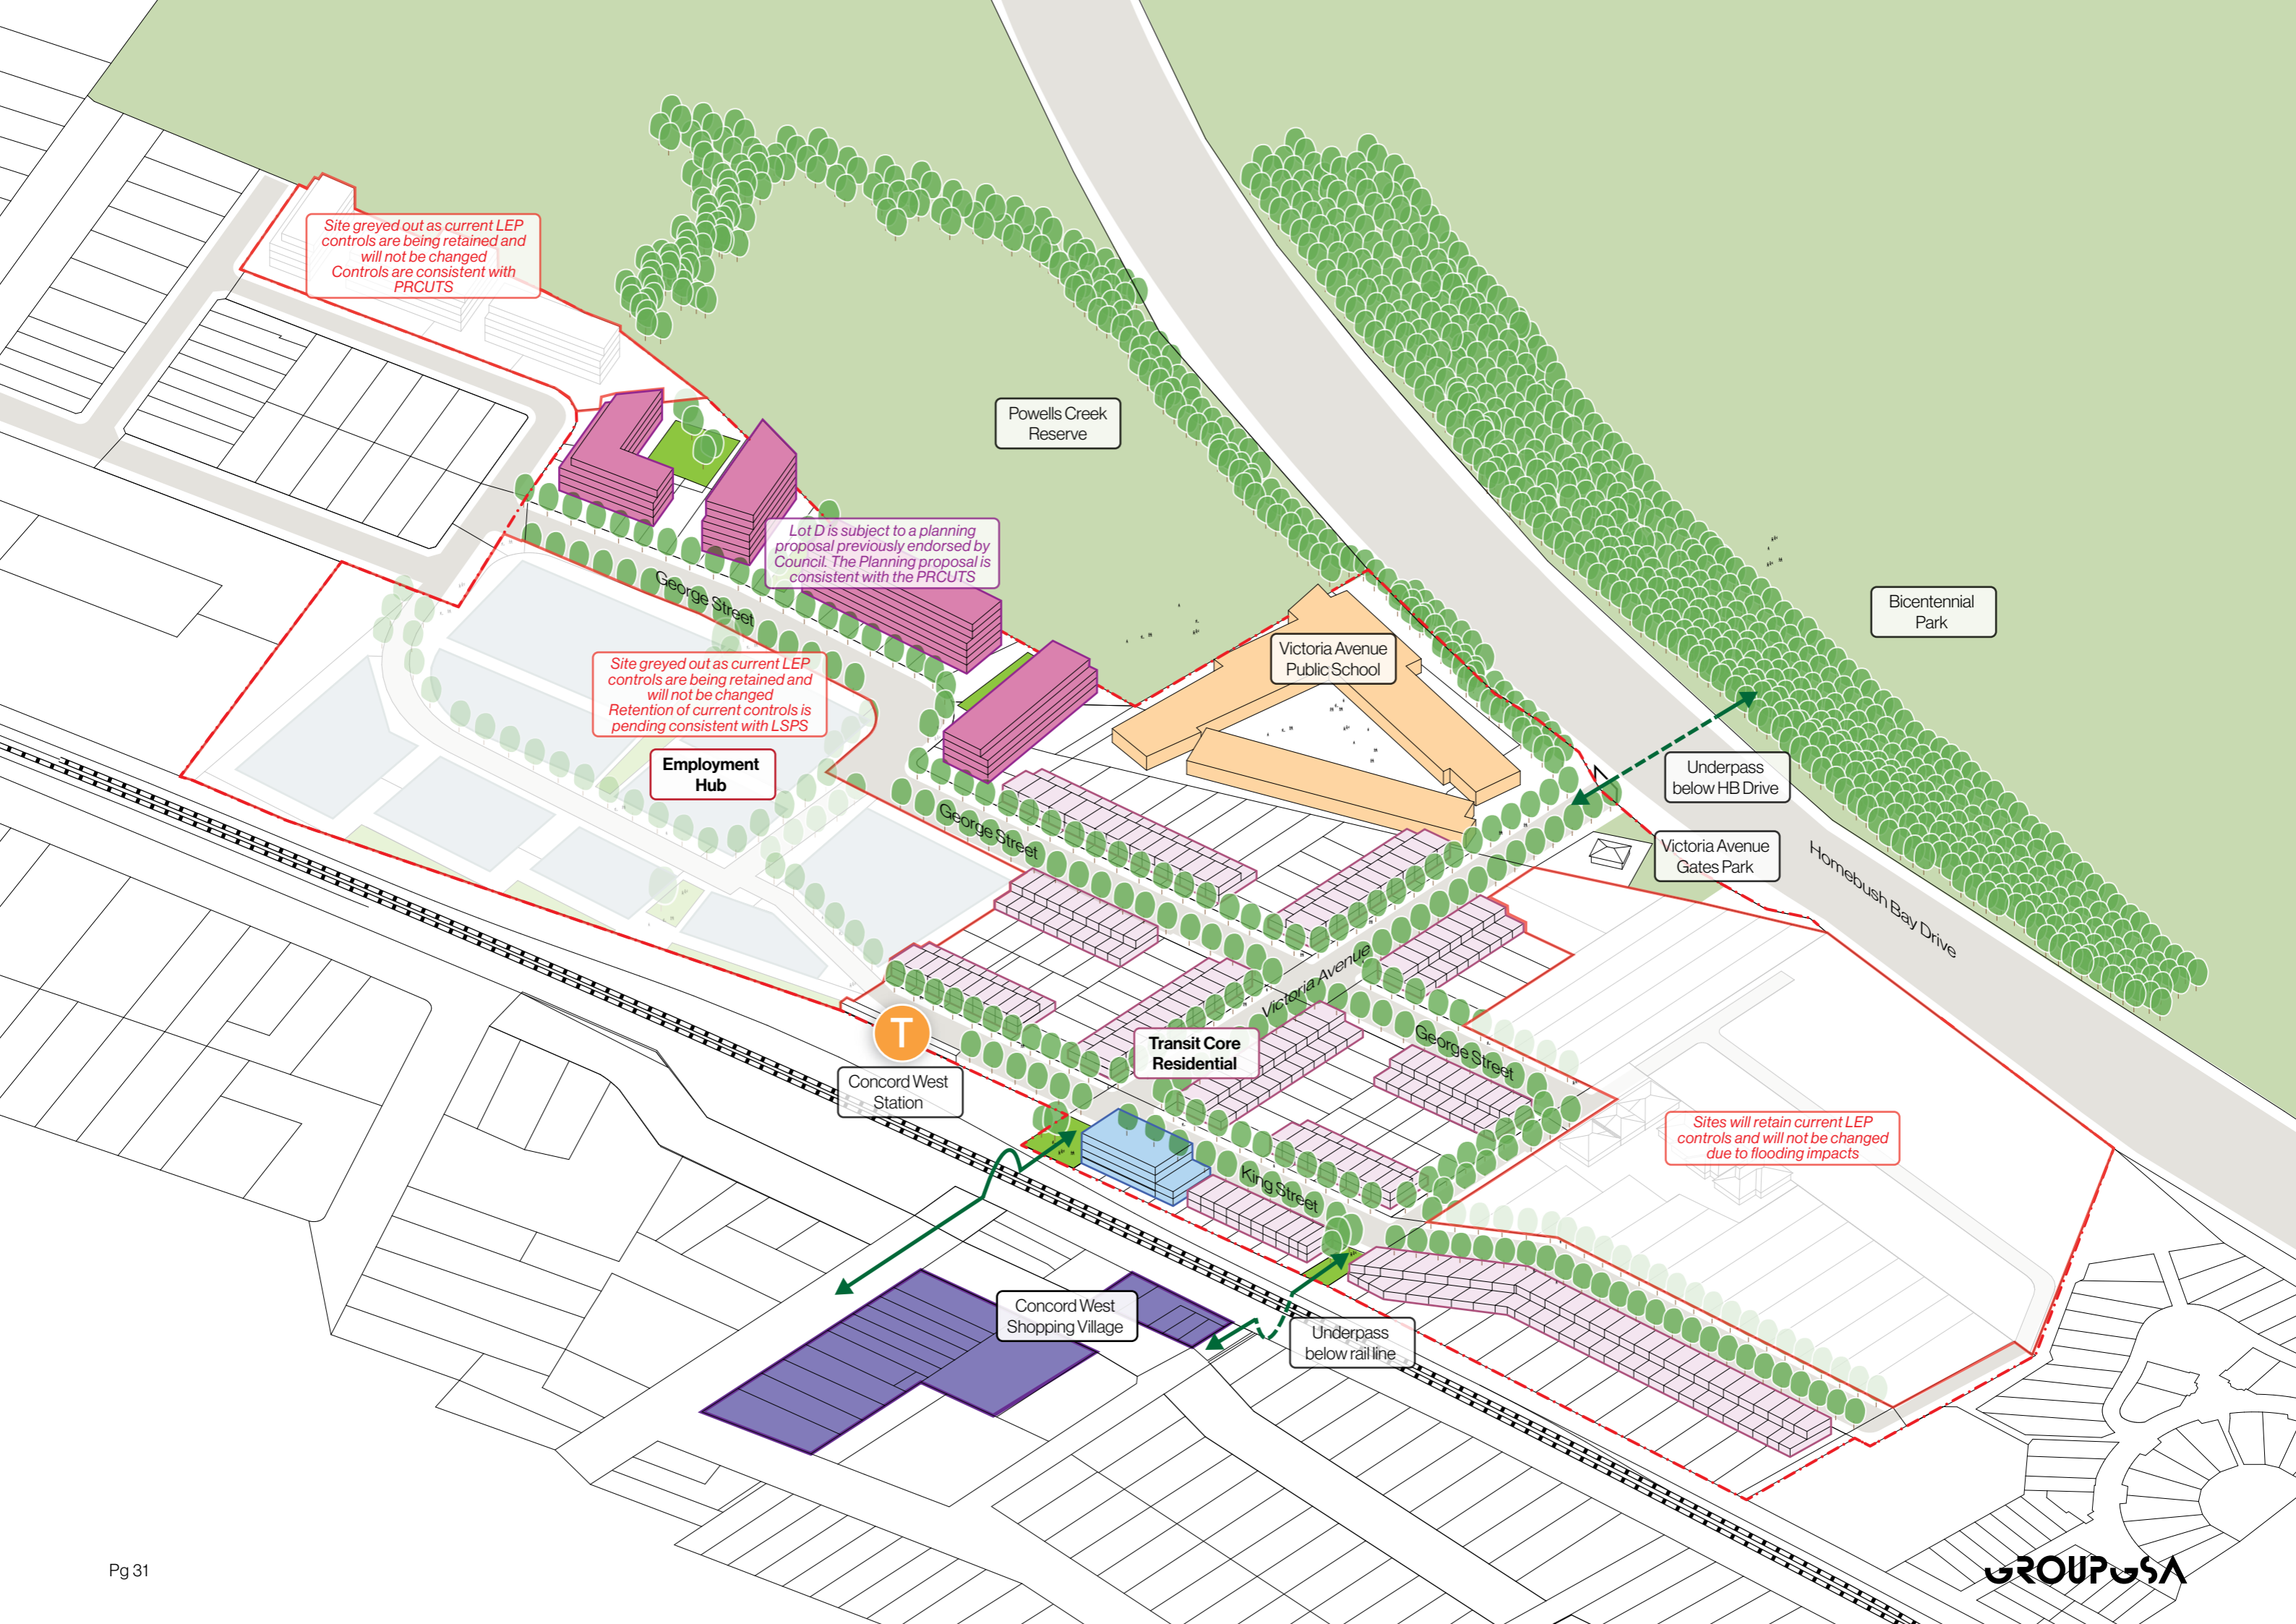 Site greyed out as current LEP
controls are being retained and
will not be changed
Controls are consistent with
PRCUTS
Powells Creek
Reserve
Lot D is subject to a planning
proposal previously endorsed by
Council. The Planning proposal is
consistent with the PRCUTS
George Street
Bicentennial
Park
Victoria Avenue
Public School
Site greyed out as current LEP
controls are being retained and
will not be changed
Retention of current controls is
pending consistent with LSPS
Employment
Hub
Underpass
below HB Drive
George Street
Victoria Avenue
Gates Park
Homebush Bay Drive
Victoria Avenue
T
Transit Core
Residential
George Street
Concord West
Station
Sites will retain current LEP
controls and will not be changed
due to flooding impacts
King Street
Concord West
Shopping Village
Underpass
below rail line
Pg 31
GROUPGSA